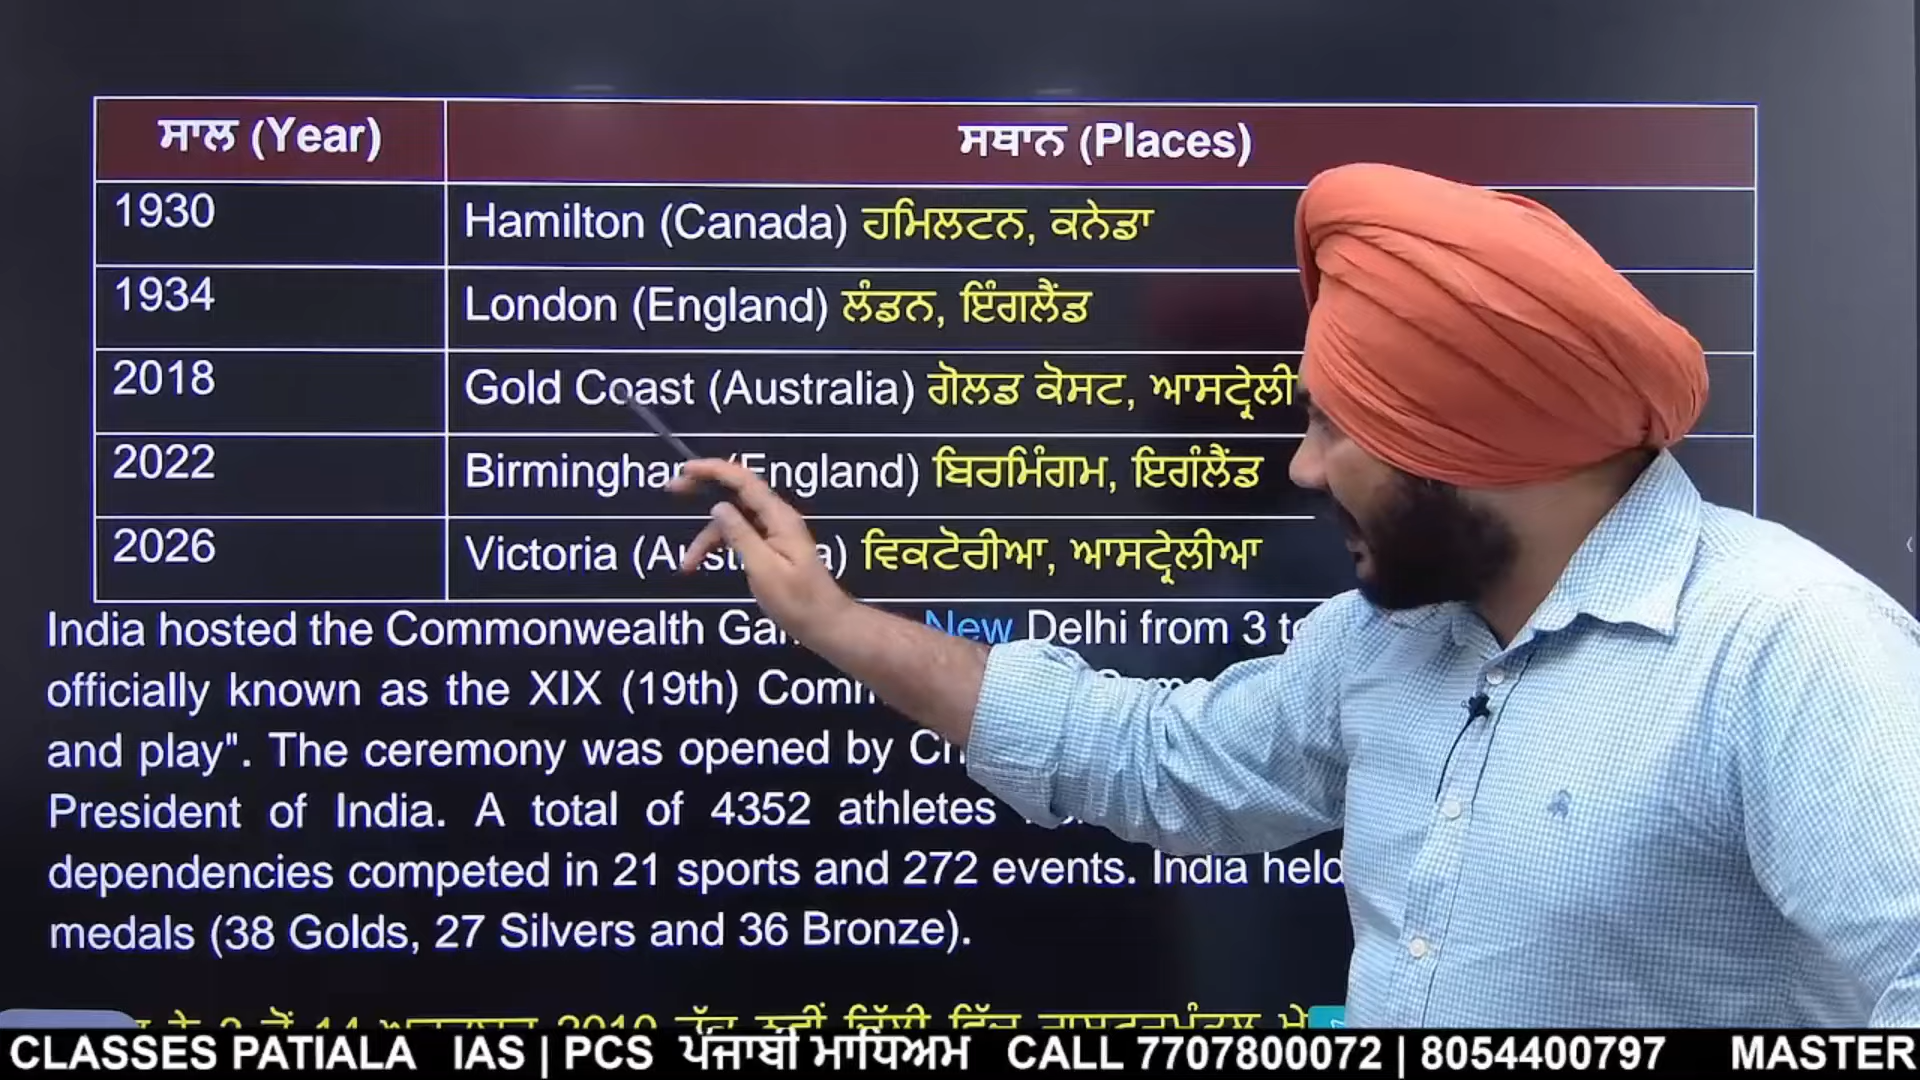 ਸਾਲ (Year) ਸਥਾਨ (Places)
1930 Hamilton (Canada) ਹਮਿਲਟਨ, ਕਨੇਡਾ
1934 London (England) ਲੰਡਨ, ਇੰਗਲੈਂਡ
2018 Gold Coast (Australia) ਗੋਲਡ ਕੋਸਟ,
2022 (England) ਬਿਰਮਿੰਗਮ, ਇਗੰਲੈਂਡ
2026 Victoria ਵਿਕਟੋਰੀਆ, ਆਸਟ੍ਰੇਲੀਆ
India hosted the Commonwealth New Delhi from 3
officially known as the XIX (19th)
and play". The ceremony was opened by
President of India. A total of 4352 athletes
dependencies competed in 21 sports and 272 events. India held
medals (38 Golds, 27 Silvers and 36 Bronze).
CLASSES PATIALA IAS | PCS ਪੰਜਾਬੀ ਮਾਧਿਅਮ CALL 7707800072 | 8054400797 MASTER